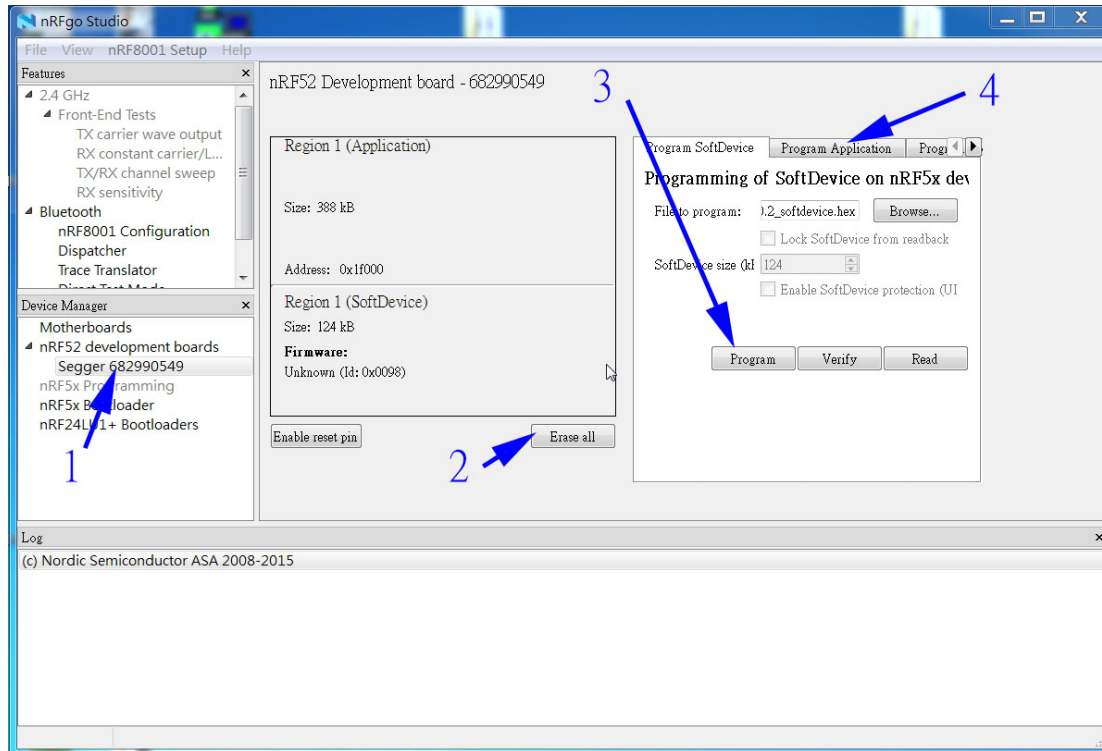 nRFgo Studio
File View nRF8001 Setup Help
Features
2.4 GHz
Front-End Tests
TX carrier wave output
RX constant carrier/L...
TX/RX channel sweep
RX sensitivity
Bluetooth
nRF8001 Configuration
Dispatcher
Trace Translator
Direct Test Mode
Device Manager
Motherboards
nRF52 development boards
Segger 682990549
nRF5x Programming
nRF5x Bootloader
nRF24LU1+ Bootloaders
1
nRF52 Development board - 682990549
Region 1 (Application)
Size: 388 kB
Address: 0x1f000
Region 1 (SoftDevice)
Size: 124 kB
Firmware:
Unknown (Id: 0x0098)
Enable reset pin
Erase all
2
3
4
Program SoftDevice Program Application Progr
Programming of SoftDevice on nRF5x dev
File to program: ).2_softdevice.hex Browse...
Lock SoftDevice from readback
SoftDevice size (kB 124
Enable SoftDevice protection (UI
Program Verify Read
Log
(c) Nordic Semiconductor ASA 2008-2015